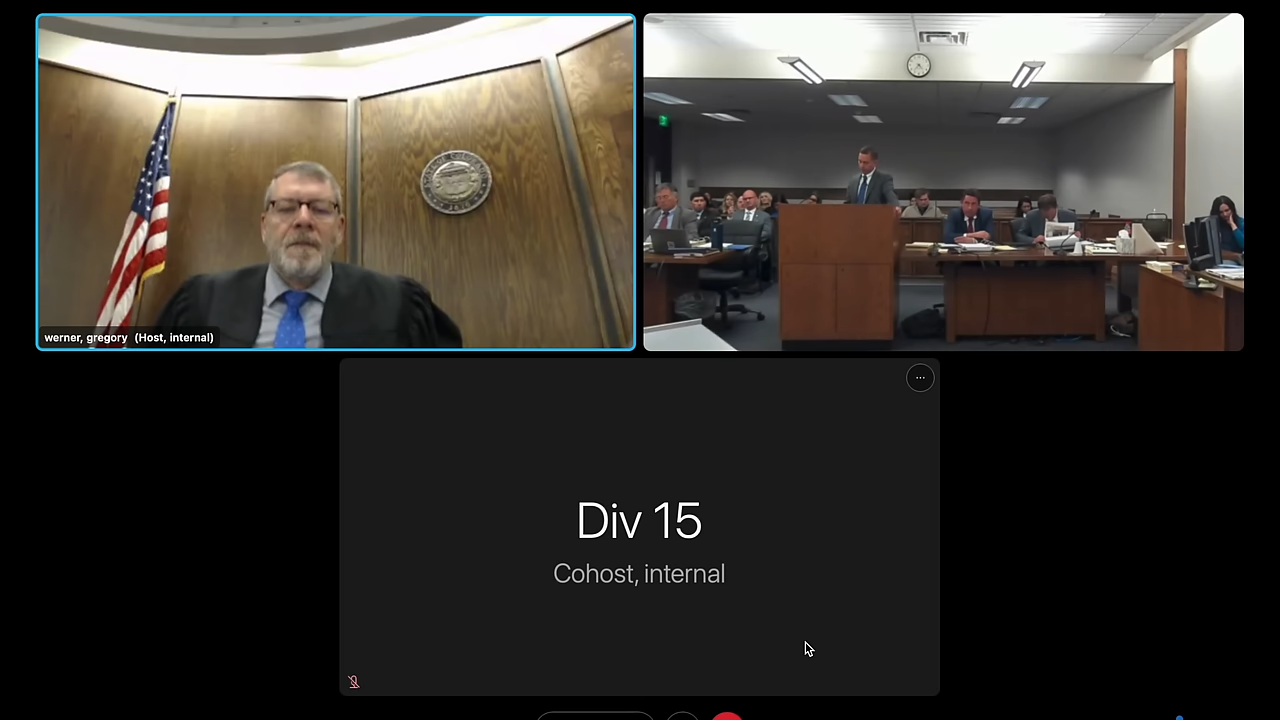 werner, gregory (Host, internal)
Div 15
Cohost, internal